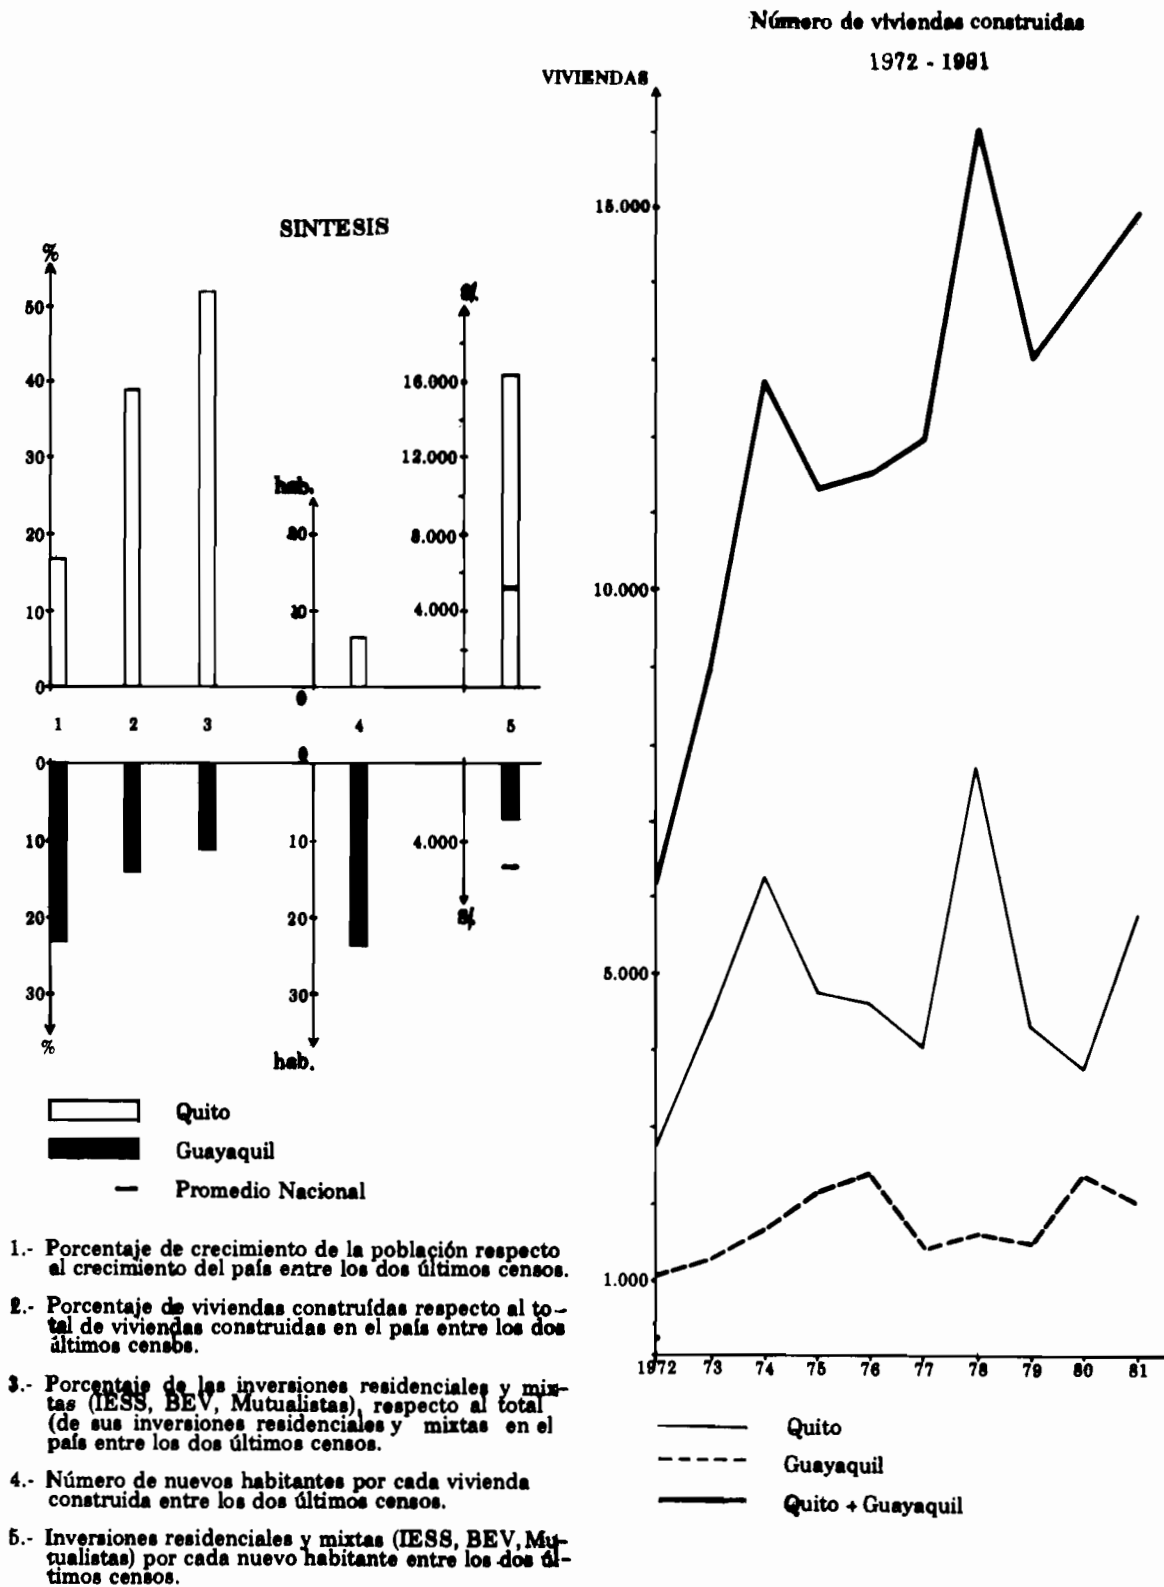 Número de viviendas construidas
1972 - 1981
VIVIENDAS
15.000
10.000
5.000
1.000
1972 73 74 75 76 77 78 79 80 81
Quito
Guayaquil
Quito + Guayaquil
SINTESIS
%
50
40
30
20
10
0
hab.
20
10
0
S/.
16.000
12.000
8.000
4.000
1 2 3 4 5
0
10
20
30
%
0
10
20
30
hab.
4.000
S/.
Quito
Guayaquil
Promedio Nacional
1.- Porcentaje de crecimiento de la población respecto
al crecimiento del país entre los dos últimos censos.
2.- Porcentaje de viviendas construídas respecto al to-
tal de viviendas construidas en el país entre los dos
últimos censos.
3.- Porcentaje de las inversiones residenciales y mix-
tas (IESS, BEV, Mutualistas), respecto al total
(de sus inversiones residenciales y mixtas en el
país entre los dos últimos censos.
4.- Número de nuevos habitantes por cada vivienda
construida entre los dos últimos censos.
5.- Inversiones residenciales y mixtas (IESS, BEV, Mu-
tualistas) por cada nuevo habitante entre los dos úl-
timos censos.